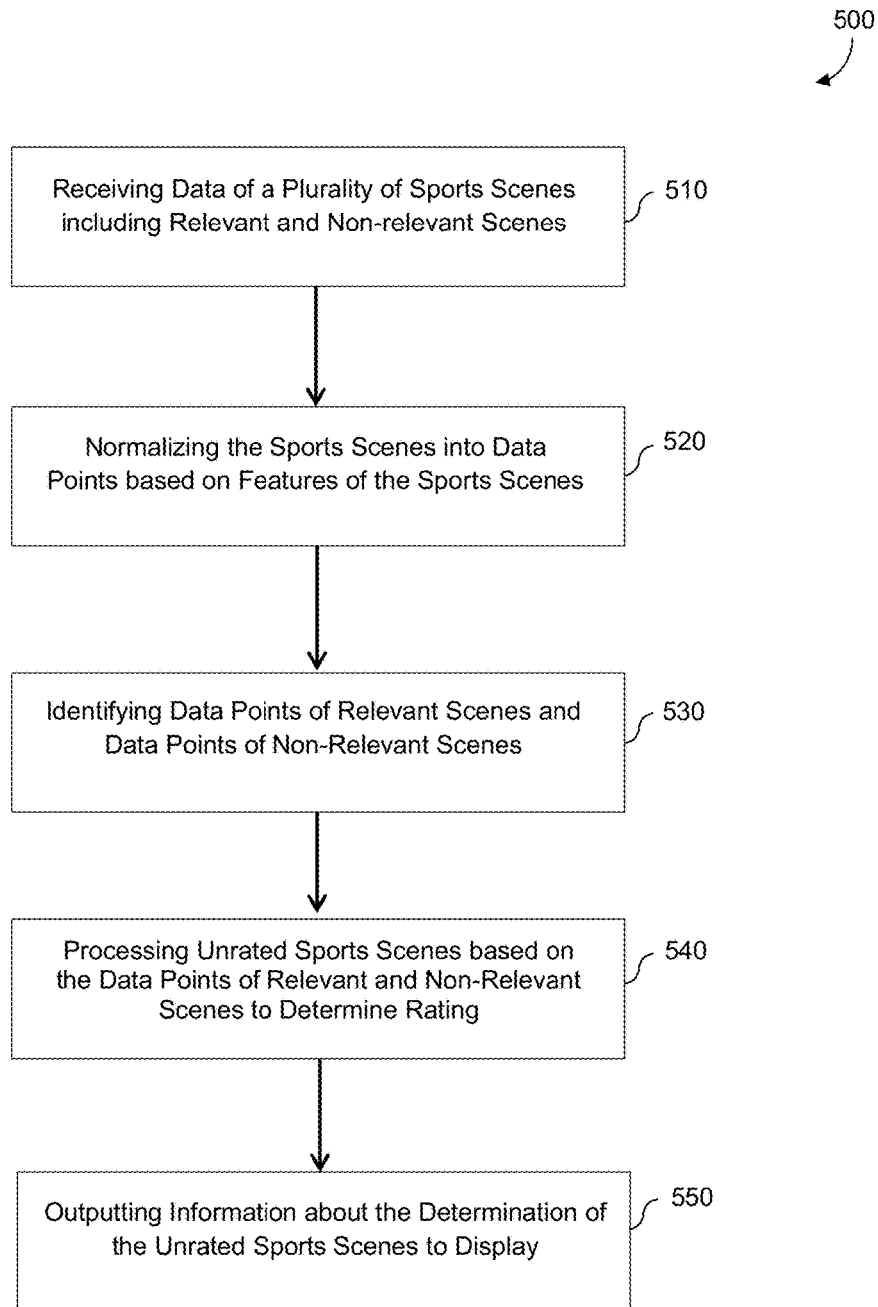 500
Receiving Data of a Plurality of Sports Scenes
including Relevant and Non-relevant Scenes
510
Normalizing the Sports Scenes into Data
Points based on Features of the Sports Scenes
520
Identifying Data Points of Relevant Scenes and
Data Points of Non-Relevant Scenes
530
Processing Unrated Sports Scenes based on
the Data Points of Relevant and Non-Relevant
Scenes to Determine Rating
540
Outputting Information about the Determination of
the Unrated Sports Scenes to Display
550